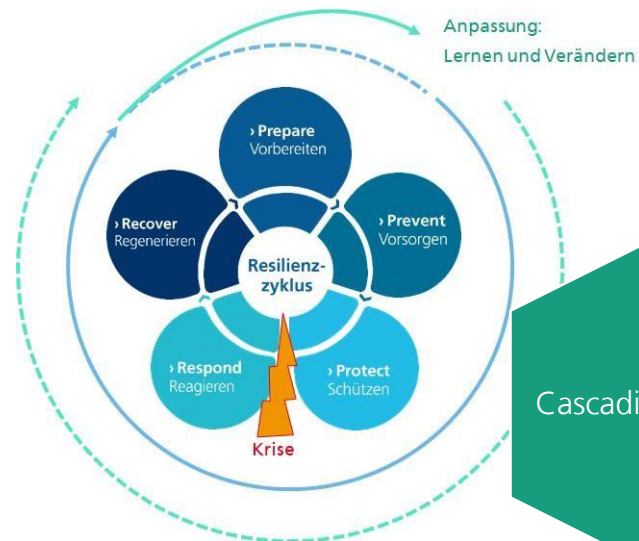 Anpassung:
Lernen und Verändern
› Prepare
Vorbereiten
› Recover
Regenerieren
› Prevent
Vorsorgen
Resilienz-
zyklus
› Respond
Reagieren
› Protect
Schützen
Krise
Cascadi